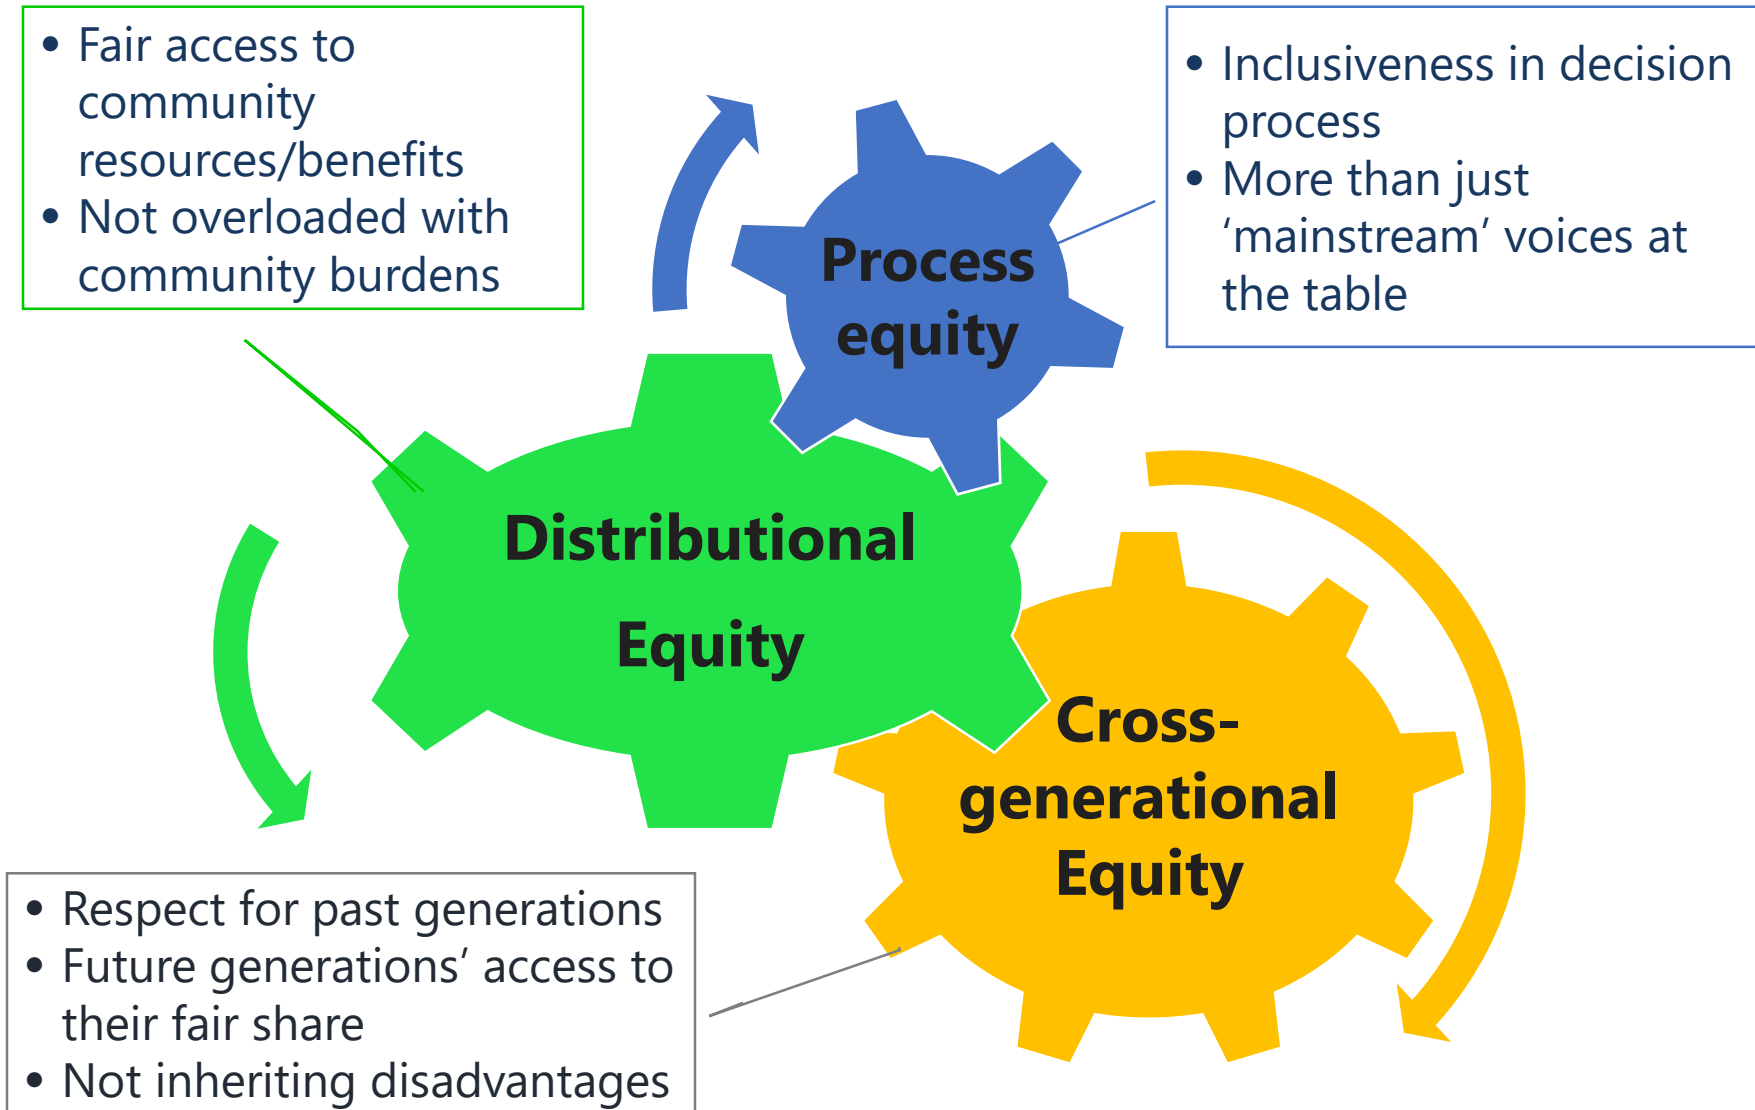 • Fair access to
community
resources/benefits
• Not overloaded with
community burdens
• Inclusiveness in decision
process
• More than just
‘mainstream’ voices at
the table
Process
equity
Distributional
Equity
Cross-
generational
Equity
• Respect for past generations
• Future generations’ access to
their fair share
• Not inheriting disadvantages